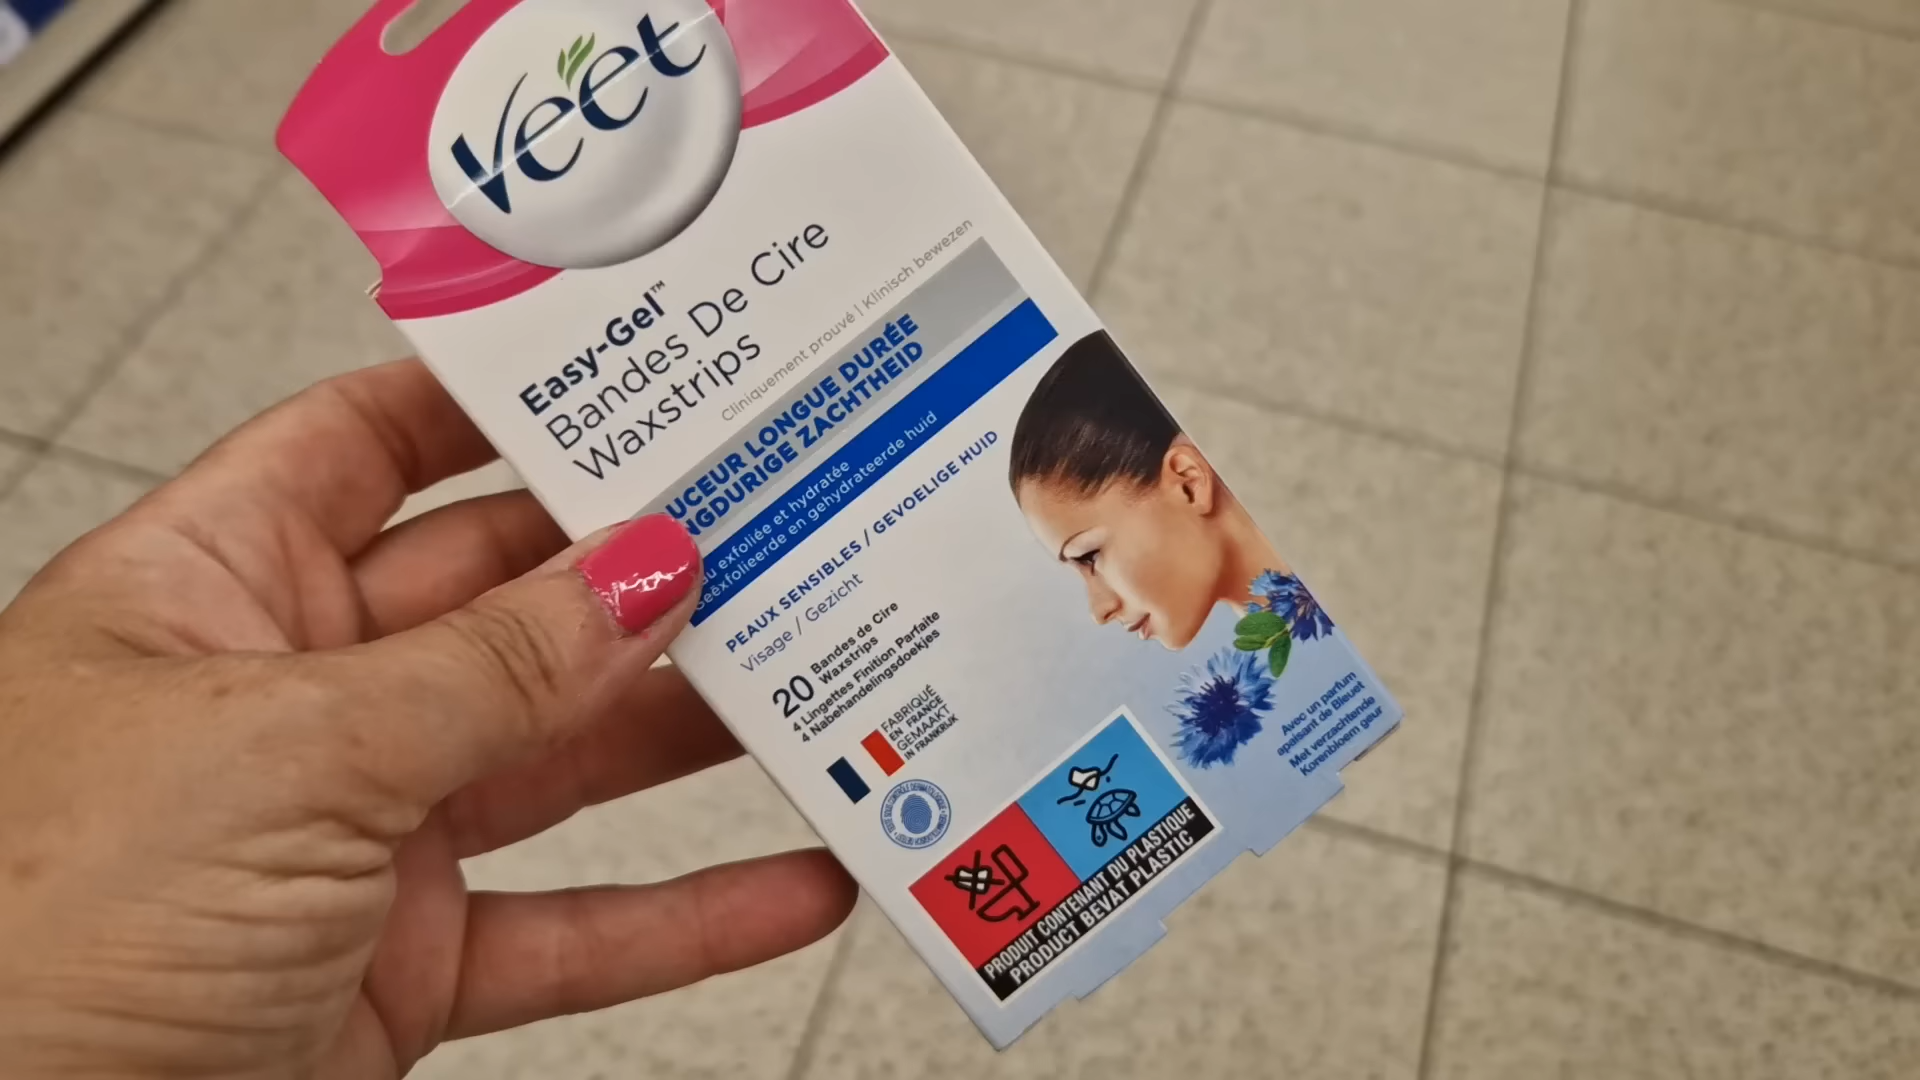 Veet
Easy-Gel™
Bandes De Cire
Waxstrips
Cliniquement prouvé | Klinisch bewezen
UCEUR LONGUE DURÉE
NGDURIGE ZACHTHEID
exfoliée et hydratée
Geëxfolieerde en gehydrateerde huid
PEAUX SENSIBLES / GEVOELIGE HUID
Visage / Gezicht
20 Bandes de Cire
Waxstrips
4 Lingettes Finition Parfaite
4 Nabehandelingsdoekjes
FABRIQUÉ
EN FRANCE
GEMAAKT
IN FRANKRIJK
Avec un parfum
apaisant de Bleuet
Met verzachtende
Korenbloem geur
PRODUIT CONTENANT DU PLASTIQUE
PRODUCT BEVAT PLASTIC